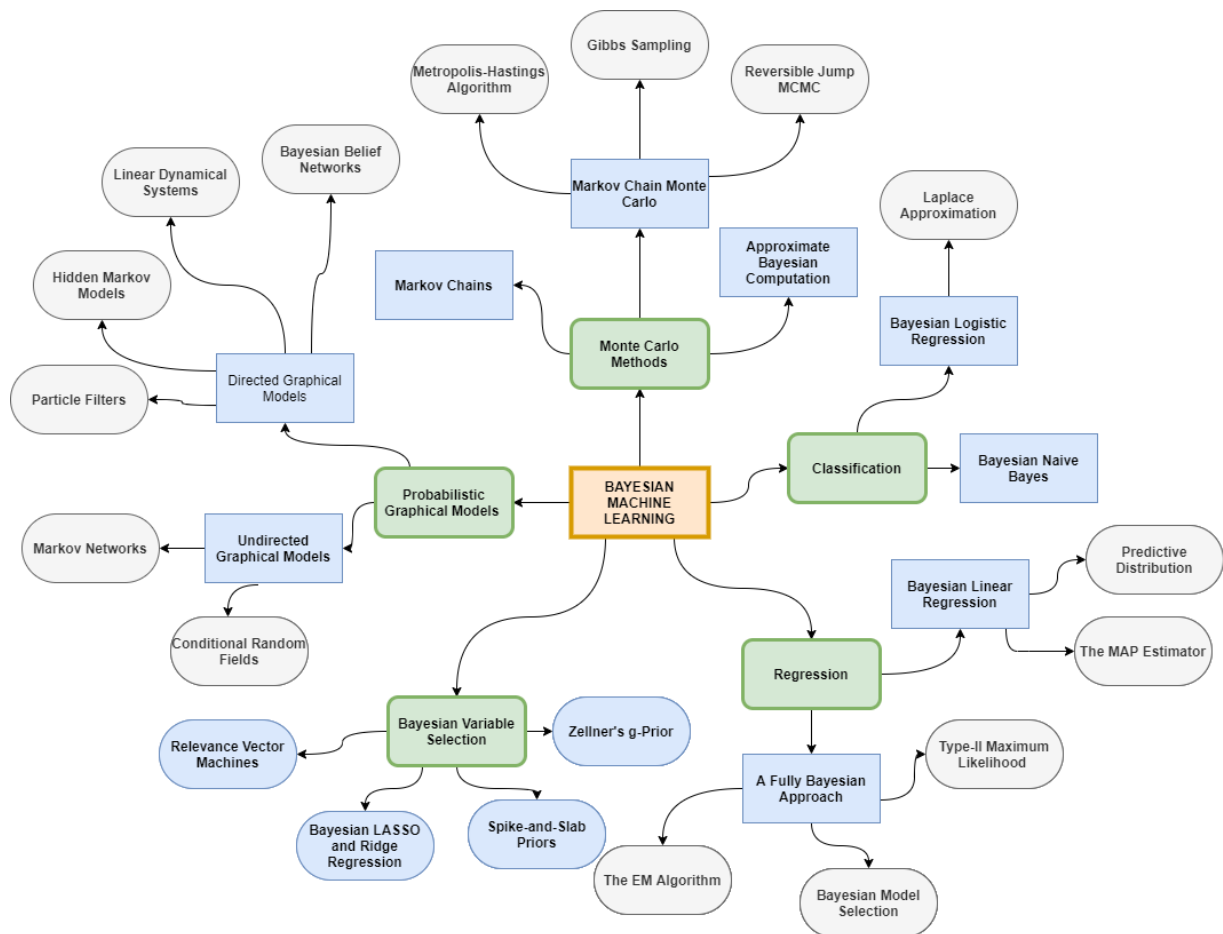 Gibbs Sampling
Metropolis-Hastings
Algorithm
Reversible Jump
MCMC
Bayesian Belief
Networks
Linear Dynamical
Systems
Markov Chain Monte
Carlo
Laplace
Approximation
Hidden Markov
Models
Markov Chains
Approximate
Bayesian
Computation
Bayesian Logistic
Regression
Monte Carlo
Methods
Directed Graphical
Models
Particle Filters
Classification
Bayesian Naive
Bayes
Probabilistic
Graphical Models
BAYESIAN
MACHINE
LEARNING
Markov Networks
Undirected
Graphical Models
Predictive
Distribution
Bayesian Linear
Regression
Conditional Random
Fields
The MAP Estimator
Regression
Bayesian Variable
Selection
Zellner's g-Prior
Relevance Vector
Machines
Type-II Maximum
Likelihood
A Fully Bayesian
Approach
Bayesian LASSO
and Ridge
Regression
Spike-and-Slab
Priors
The EM Algorithm
Bayesian Model
Selection